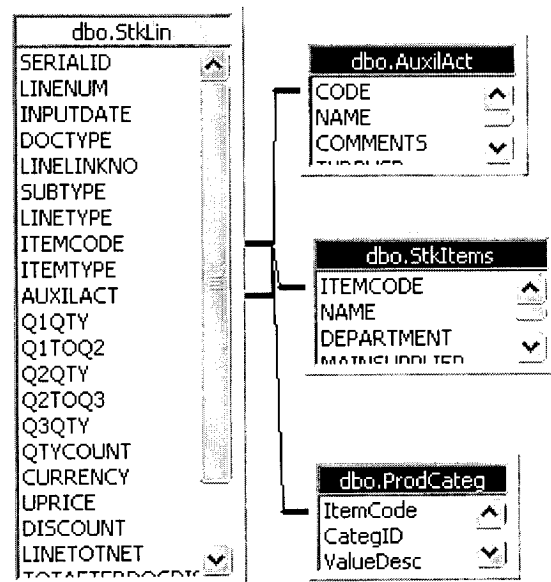 dbo.StkLin
SERIALID
LINENUM
INPUTDATE
DOCTYPE
LINELINKNO
SUBTYPE
LINETYPE
ITEMCODE
ITEMTYPE
AUXILACT
Q1QTY
Q1TOQ2
Q2QTY
Q2TOQ3
Q3QTY
QTYCOUNT
CURRENCY
UPRICE
DISCOUNT
LINETOTNET
dbo.AuxilAct
CODE
NAME
COMMENTS
dbo.StkItems
ITEMCODE
NAME
DEPARTMENT
MAINSUPPLIER
dbo.ProdCateg
ItemCode
CategID
ValueDesc